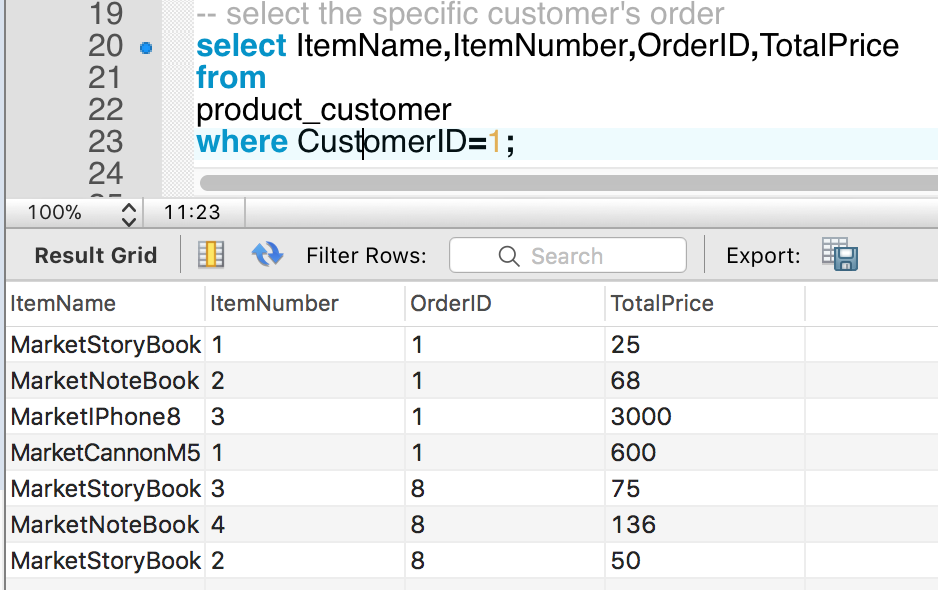 19 -- select the specific customer's order
20 select ItemName,ItemNumber,OrderID,TotalPrice
21 from
22 product_customer
23 where CustomerID=1;
24
100% 11:23
Result Grid Filter Rows: Search Export:
ItemName ItemNumber OrderID TotalPrice
MarketStoryBook 1 1 25
MarketNoteBook 2 1 68
MarketIPhone8 3 1 3000
MarketCannonM5 1 1 600
MarketStoryBook 3 8 75
MarketNoteBook 4 8 136
MarketStoryBook 2 8 50